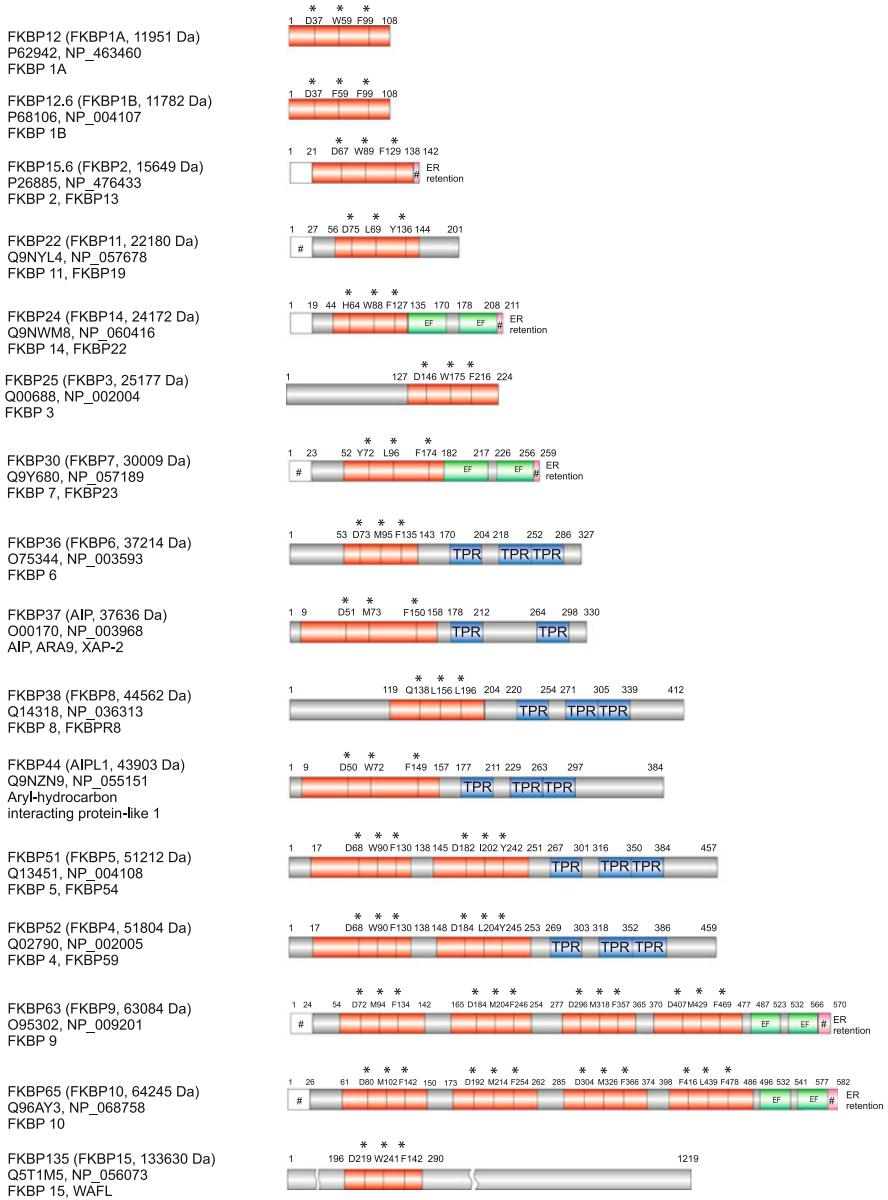 * * *
1 D37 W59 F99 108
FKBP12 (FKBP1A, 11951 Da)
P62942, NP_463460
FKBP 1A
* * *
1 D37 F59 F99 108
FKBP12.6 (FKBP1B, 11782 Da)
P68106, NP_004107
FKBP 1B
* * *
1 21 D67 W89 F129 138 142
FKBP15.6 (FKBP2, 15649 Da)
P26885, NP_476433
FKBP 2, FKBP13
# ER
retention
* * *
1 27 56 D75 L69 Y136 144 201
FKBP22 (FKBP11, 22180 Da)
Q9NYL4, NP_057678
FKBP 11, FKBP19
#
* * *
1 19 44 H64 W88 F127 135 170 178 208 211
FKBP24 (FKBP14, 24172 Da)
Q9NWM8, NP_060416
FKBP 14, FKBP22
EF EF # ER
retention
* * *
1 127 D146 W175 F216 224
FKBP25 (FKBP3, 25177 Da)
Q00688, NP_002004
FKBP 3
* * *
1 23 52 Y72 L96 F174 182 217 226 256 259
FKBP30 (FKBP7, 30009 Da)
Q9Y680, NP_057189
FKBP 7, FKBP23
# EF EF # ER
retention
* * *
1 53 D73 M95 F135 143 170 204 218 252 286 327
FKBP36 (FKBP6, 37214 Da)
O75344, NP_003593
FKBP 6
TPR TPR TPR
* * *
1 9 D51 M73 F150 158 178 212 264 298 330
FKBP37 (AIP, 37636 Da)
O00170, NP_003968
AIP, ARA9, XAP-2
TPR TPR
* * *
1 119 Q138 L156 L196 204 220 254 271 305 339 412
FKBP38 (FKBP8, 44562 Da)
Q14318, NP_036313
FKBP 8, FKBPR8
TPR TPR TPR
* * *
1 9 D50 W72 F149 157 177 211 229 263 297 384
FKBP44 (AIPL1, 43903 Da)
Q9NZN9, NP_055151
Aryl-hydrocarbon
interacting protein-like 1
TPR TPR TPR
* * * * * *
1 17 D68 W90 F130 138 145 D182 I202 Y242 251 267 301 316 350 384 457
FKBP51 (FKBP5, 51212 Da)
Q13451, NP_004108
FKBP 5, FKBP54
TPR TPR TPR
* * * * * *
1 17 D68 W90 F130 138 148 D184 L204 Y245 253 269 303 318 352 386 459
FKBP52 (FKBP4, 51804 Da)
Q02790, NP_002005
FKBP 4, FKBP59
TPR TPR TPR
* * * * * * * * * * * *
1 24 54 D72 M94 F134 142 165 D184 M204 F246 254 277 D296 M318 F357 365 370 D407 M429 F469 477 487 523 532 566 570
FKBP63 (FKBP9, 63084 Da)
O95302, NP_009201
FKBP 9
# EF EF # ER
retention
* * * * * * * * * * * *
1 26 61 D80 M102 F142 150 173 D192 M214 F254 262 285 D304 M326 F366 374 398 F416 L439 F478 486 496 532 541 577 582
FKBP65 (FKBP10, 64245 Da)
Q96AY3, NP_068758
FKBP 10
# EF EF # ER
retention
* * *
1 196 D219 W241 F142 290 1219
FKBP135 (FKBP15, 133630 Da)
Q5T1M5, NP_056073
FKBP 15, WAFL